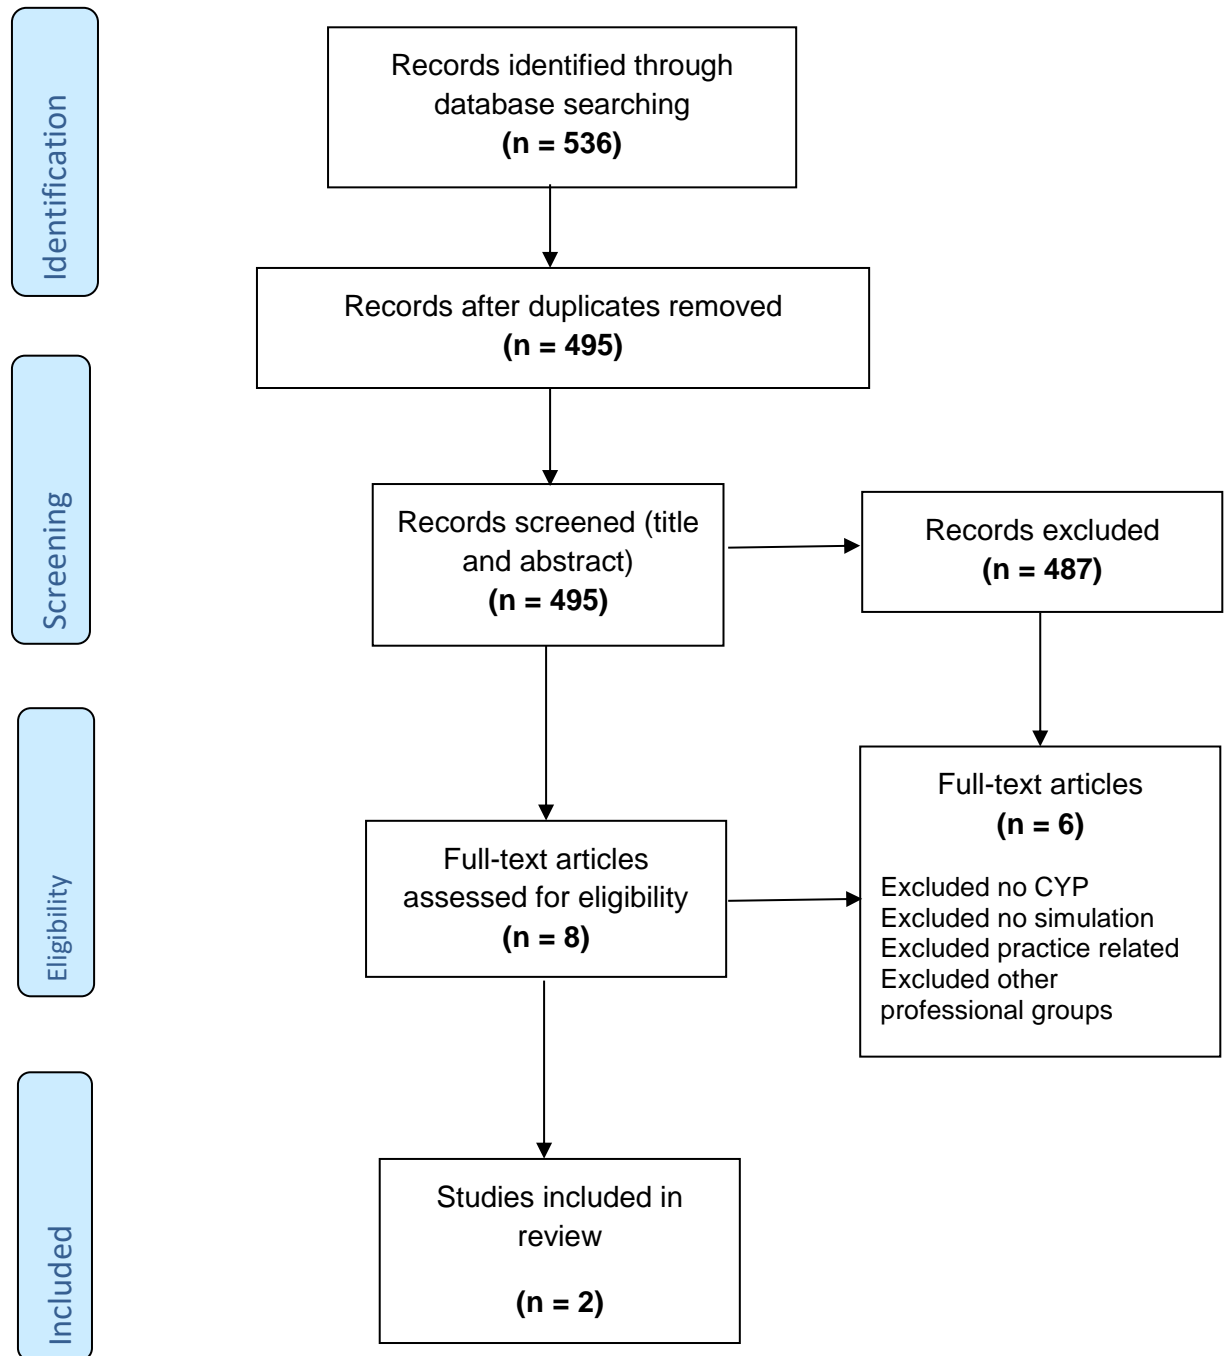 Identification
Records identified through
database searching
(n = 536)
Records after duplicates removed
(n = 495)
Screening
Records screened (title
and abstract)
(n = 495)
Records excluded
(n = 487)
Eligibility
Full-text articles
assessed for eligibility
(n = 8)
Full-text articles
(n = 6)
Excluded no CYP
Excluded no simulation
Excluded practice related
Excluded other
professional groups
Included
Studies included in
review
(n = 2)